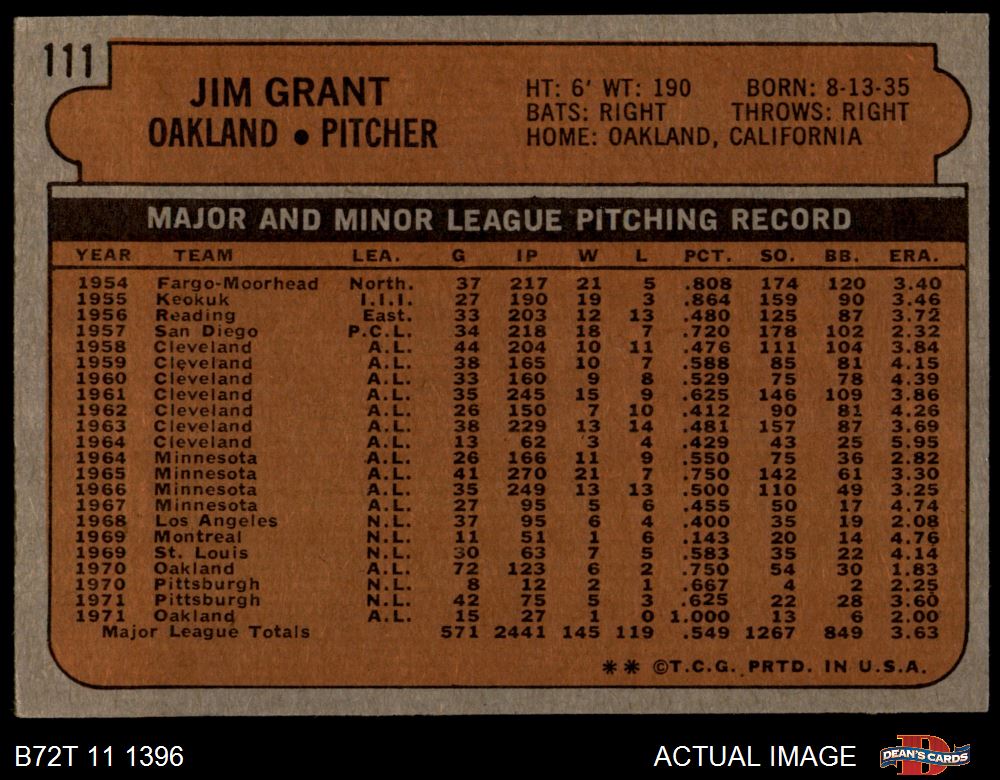 111
JIM GRANT
OAKLAND • PITCHER
HT: 6' WT: 190 BORN: 8-13-35
BATS: RIGHT THROWS: RIGHT
HOME: OAKLAND, CALIFORNIA
MAJOR AND MINOR LEAGUE PITCHING RECORD
YEAR TEAM LEA. G IP W L PCT. SO. BB. ERA.
1954 Fargo-Moorhead North. 37 217 21 5 .808 174 120 3.40
1955 Keokuk I.I.I. 27 190 19 3 .864 159 90 3.46
1956 Reading East. 33 203 12 13 .480 125 87 3.72
1957 San Diego P.C.L. 34 218 18 7 .720 178 102 2.32
1958 Cleveland A.L. 44 204 10 11 .476 111 104 3.84
1959 Cleveland A.L. 38 165 10 7 .588 85 81 4.15
1960 Cleveland A.L. 33 160 9 8 .529 75 78 4.39
1961 Cleveland A.L. 35 245 15 9 .625 146 109 3.86
1962 Cleveland A.L. 26 150 7 10 .412 90 81 4.26
1963 Cleveland A.L. 38 229 13 14 .481 157 87 3.69
1964 Cleveland A.L. 13 62 3 4 .429 43 25 5.95
1964 Minnesota A.L. 26 166 11 9 .550 75 36 2.82
1965 Minnesota A.L. 41 270 21 7 .750 142 61 3.30
1966 Minnesota A.L. 35 249 13 13 .500 110 49 3.25
1967 Minnesota A.L. 27 95 5 6 .455 50 17 4.74
1968 Los Angeles N.L. 37 95 6 4 .400 35 19 2.08
1969 Montreal N.L. 11 51 1 6 .143 20 14 4.76
1969 St. Louis N.L. 30 63 7 5 .583 35 22 4.14
1970 Oakland A.L. 72 123 6 2 .750 54 30 1.83
1970 Pittsburgh N.L. 8 12 2 1 .667 4 2 2.25
1971 Pittsburgh N.L. 42 75 5 3 .625 22 28 3.60
1971 Oakland A.L. 15 27 1 0 1.000 13 6 2.00
Major League Totals 571 2441 145 119 .549 1267 849 3.63
** ©T.C.G. PRTD. IN U.S.A.
B72T 11 1396
ACTUAL IMAGE
DEAN'S CARDS